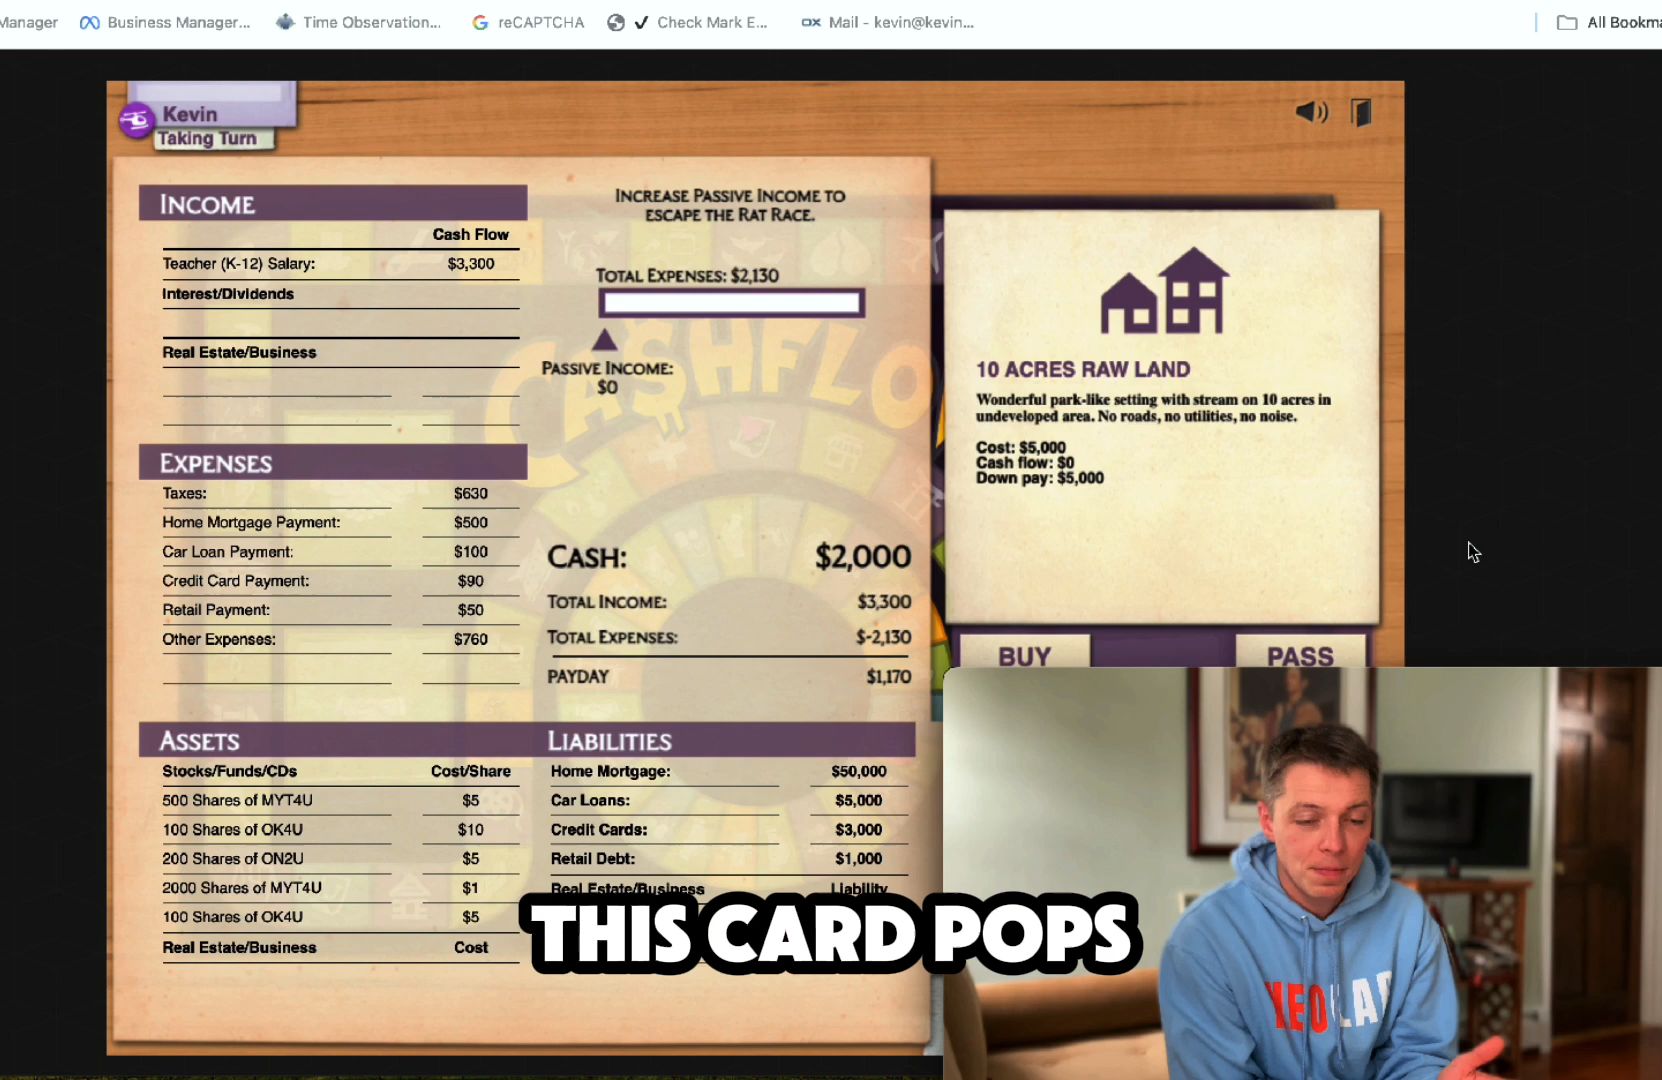 Manager
Business Manager...
Time Observation...
reCAPTCHA
✓ Check Mark E...
Mail - kevin@kevin...
All Bookma
Kevin
Taking Turn
INCOME
Cash Flow
Teacher (K-12) Salary: $3,300
Interest/Dividends
Real Estate/Business
EXPENSES
Taxes: $630
Home Mortgage Payment: $500
Car Loan Payment: $100
Credit Card Payment: $90
Retail Payment: $50
Other Expenses: $760
INCREASE PASSIVE INCOME TO
ESCAPE THE RAT RACE.
TOTAL EXPENSES: $2,130
PASSIVE INCOME:
$0
CASHFLO
CASH: $2,000
TOTAL INCOME: $3,300
TOTAL EXPENSES: $-2,130
PAYDAY $1,170
ASSETS
Stocks/Funds/CDs Cost/Share
500 Shares of MYT4U $5
100 Shares of OK4U $10
200 Shares of ON2U $5
2000 Shares of MYT4U $1
100 Shares of OK4U $5
Real Estate/Business Cost
LIABILITIES
Home Mortgage: $50,000
Car Loans: $5,000
Credit Cards: $3,000
Retail Debt: $1,000
Real Estate/Business Liability
10 ACRES RAW LAND
Wonderful park-like setting with stream on 10 acres in
undeveloped area. No roads, no utilities, no noise.
Cost: $5,000
Cash flow: $0
Down pay: $5,000
BUY
PASS
THIS CARD POPS